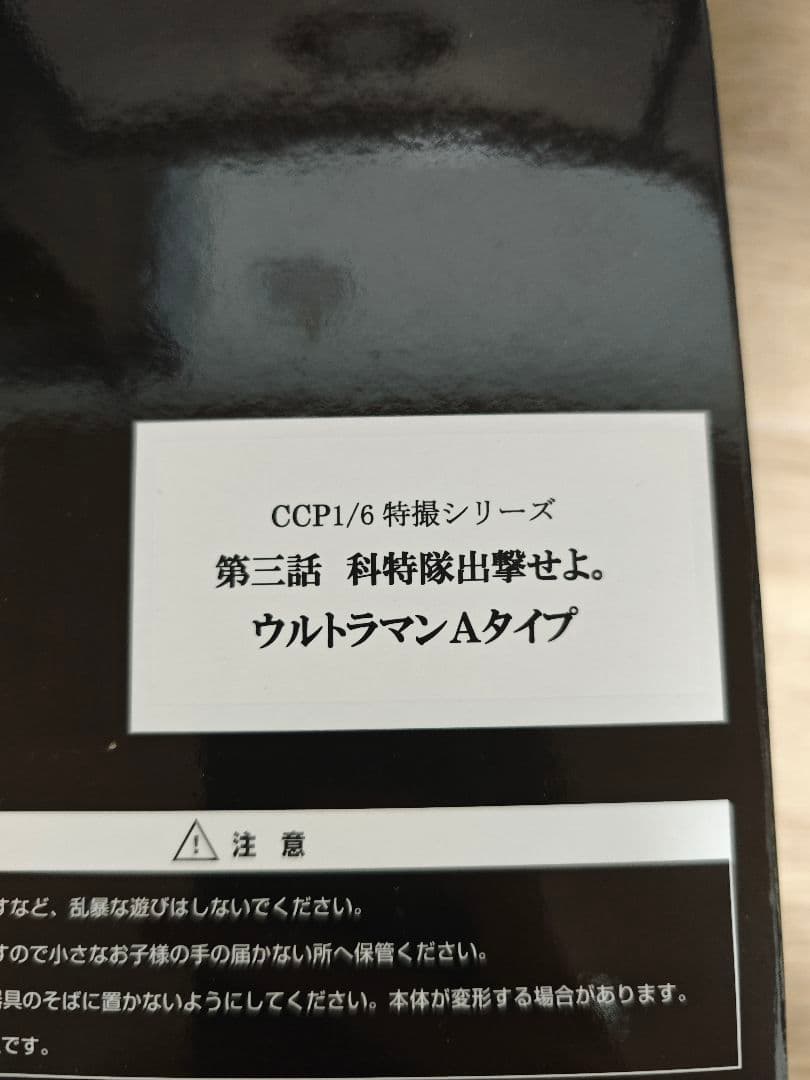 CCP1/6 特撮シリーズ
第三話 科特隊出撃せよ。
ウルトラマンAタイプ
注 意
すなど、乱暴な遊びはしないでください。
すので小さなお子様の手の届かない所へ保管ください。
器具のそばに置かないようにしてください。本体が変形する場合があります。
です。